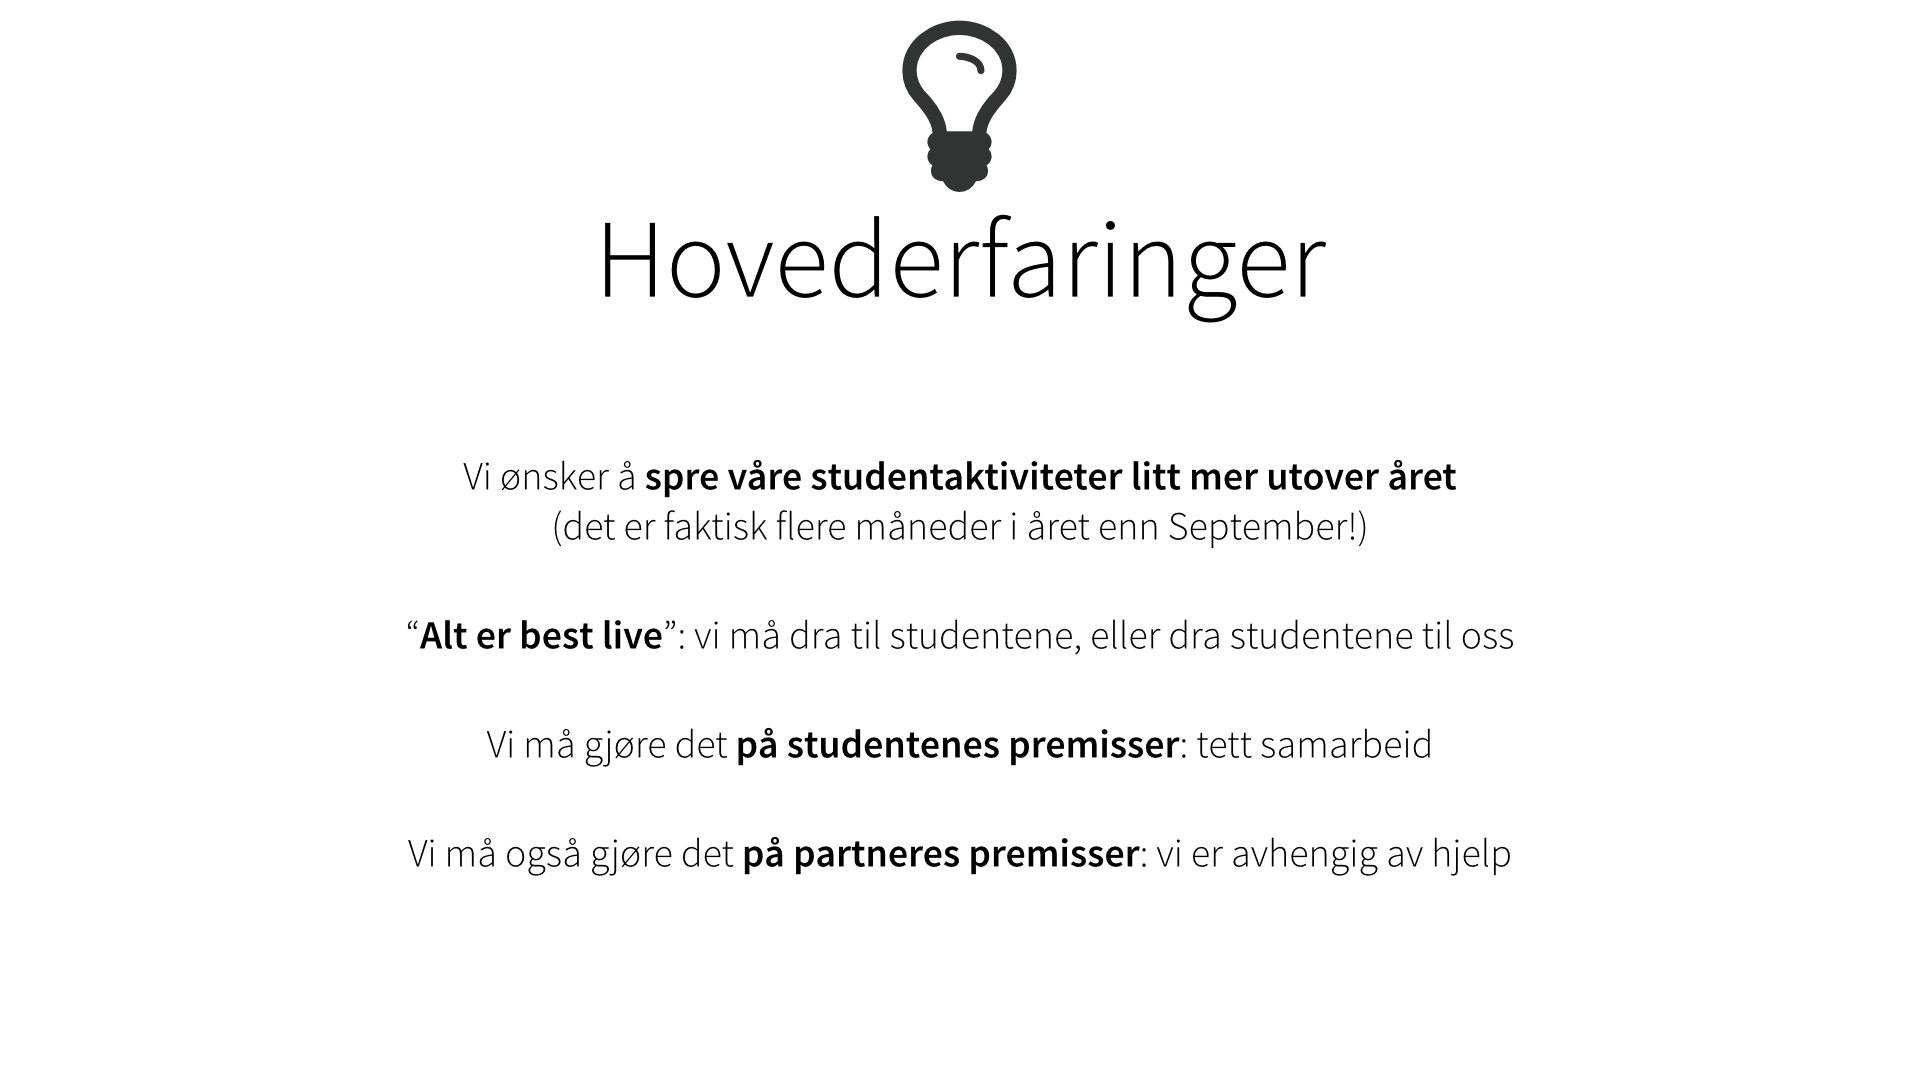 Hovederfaringer
Vi ønsker å spre våre studentaktiviteter litt mer utover året
(det er faktisk flere måneder i året enn September!)
“Alt er best live”: vi må dra til studentene, eller dra studentene til oss
Vi må gjøre det på studentenes premisser: tett samarbeid
Vi må også gjøre det på partneres premisser: vi er avhengig av hjelp